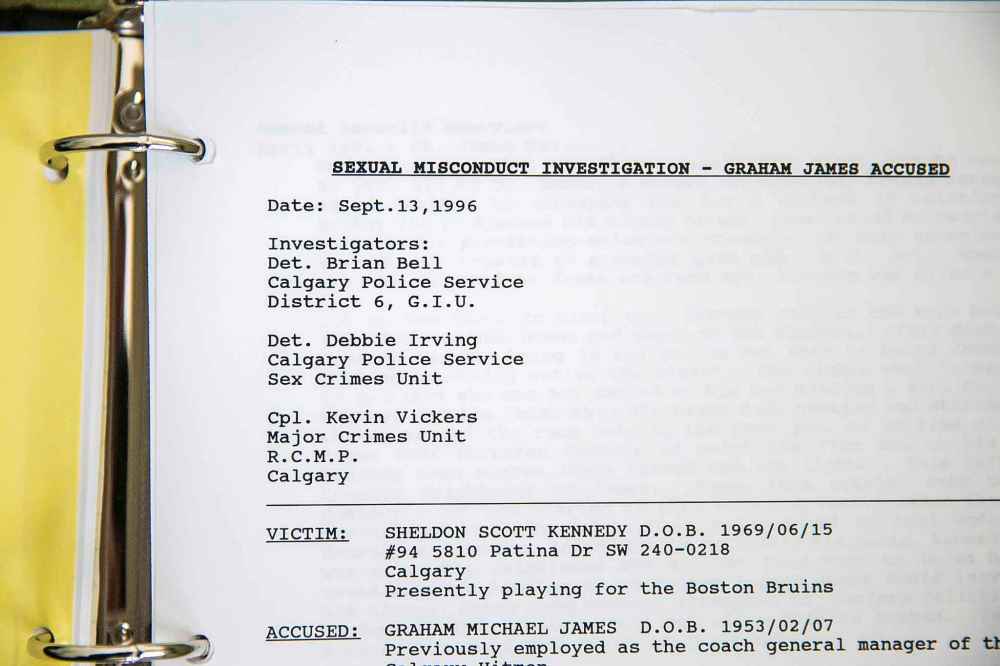 SEXUAL MISCONDUCT INVESTIGATION - GRAHAM JAMES ACCUSED
Date: Sept.13,1996
Investigators:
Det. Brian Bell
Calgary Police Service
District 6, G.I.U.
Det. Debbie Irving
Calgary Police Service
Sex Crimes Unit
Cpl. Kevin Vickers
Major Crimes Unit
R.C.M.P.
Calgary
VICTIM: SHELDON SCOTT KENNEDY D.O.B. 1969/06/15
#94 5810 Patina Dr SW 240-0218
Calgary
Presently playing for the Boston Bruins
ACCUSED: GRAHAM MICHAEL JAMES D.O.B. 1953/02/07
Previously employed as the coach general manager of th
Calgary Hitmen